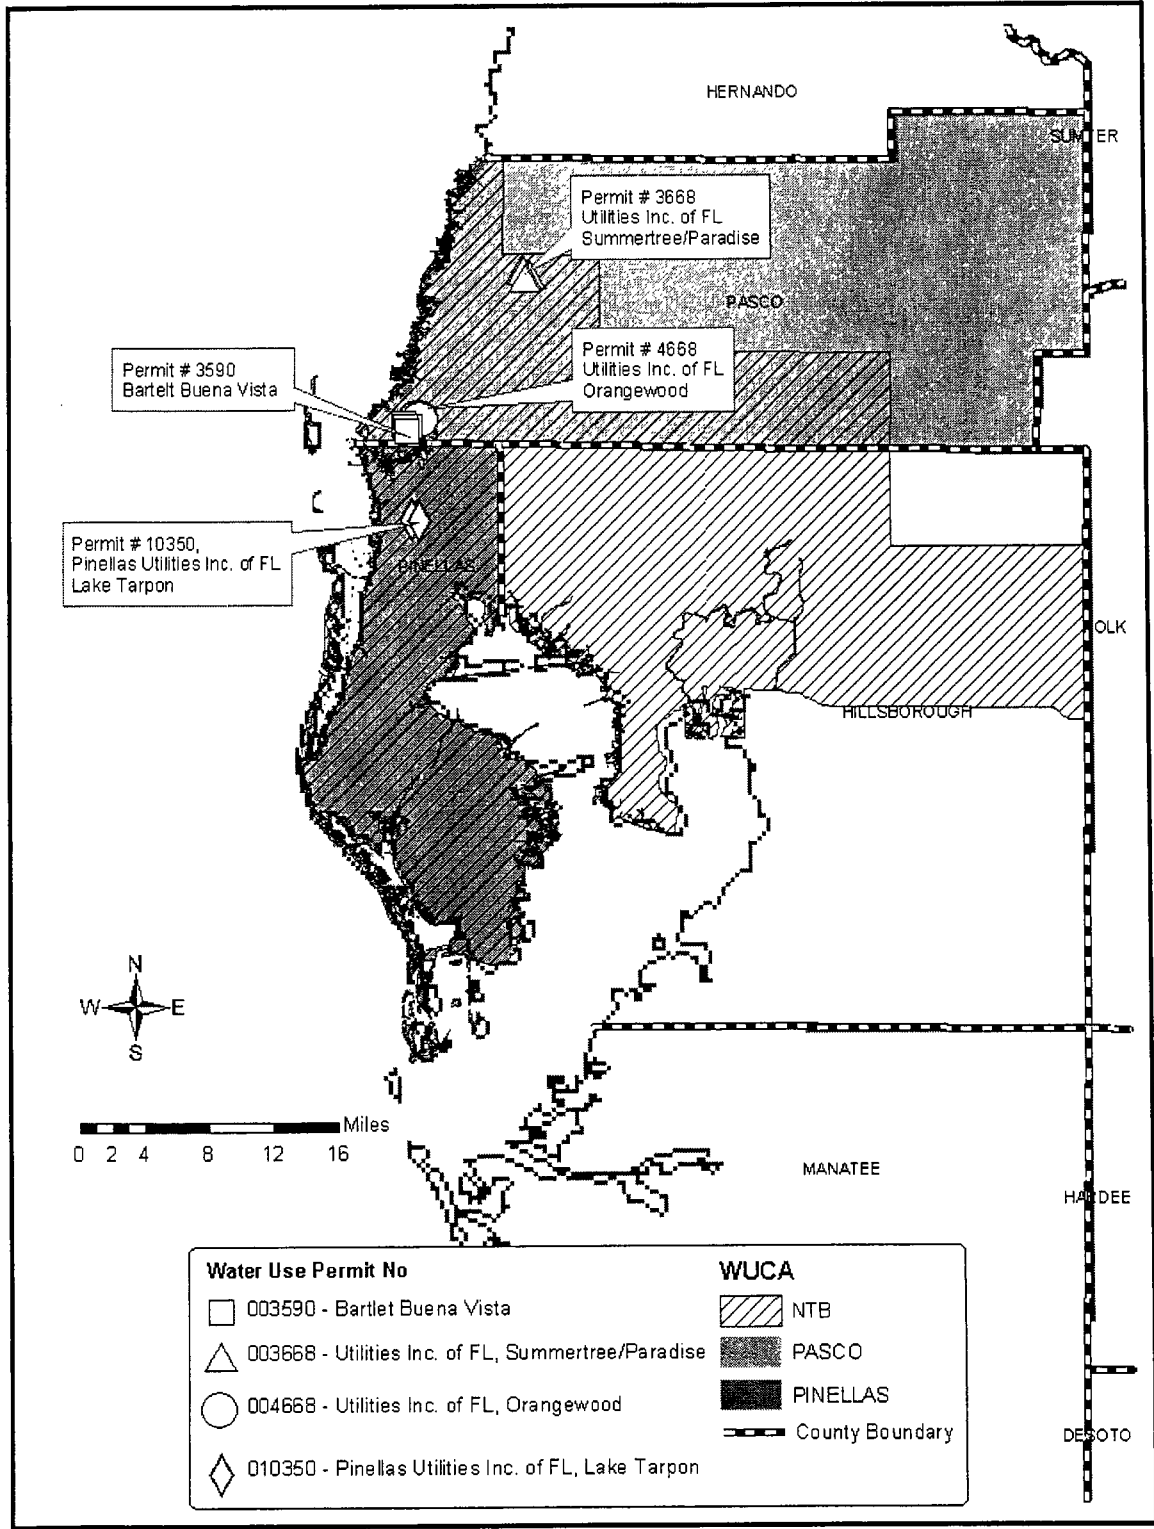 HERNANDO
SUMTER
Permit # 3668
Utilities Inc. of FL
Summertree/Paradise
PASCO
Permit # 4668
Utilities Inc. of FL
Orangewood
Permit # 3590
Bartelt Buena Vista
Permit # 10350,
Pinellas Utilities Inc. of FL
Lake Tarpon
PINELLAS
OLK
HILLSBOROUGH
N
W E
S
Miles
0 2 4 8 12 16
MANATEE
HARDEE
Water Use Permit No
003590 - Bartlet Buena Vista
003668 - Utilities Inc. of FL, Summertree/Paradise
004668 - Utilities Inc. of FL, Orangewood
010350 - Pinellas Utilities Inc. of FL, Lake Tarpon
WUCA
NTB
PASCO
PINELLAS
County Boundary
DESOTO